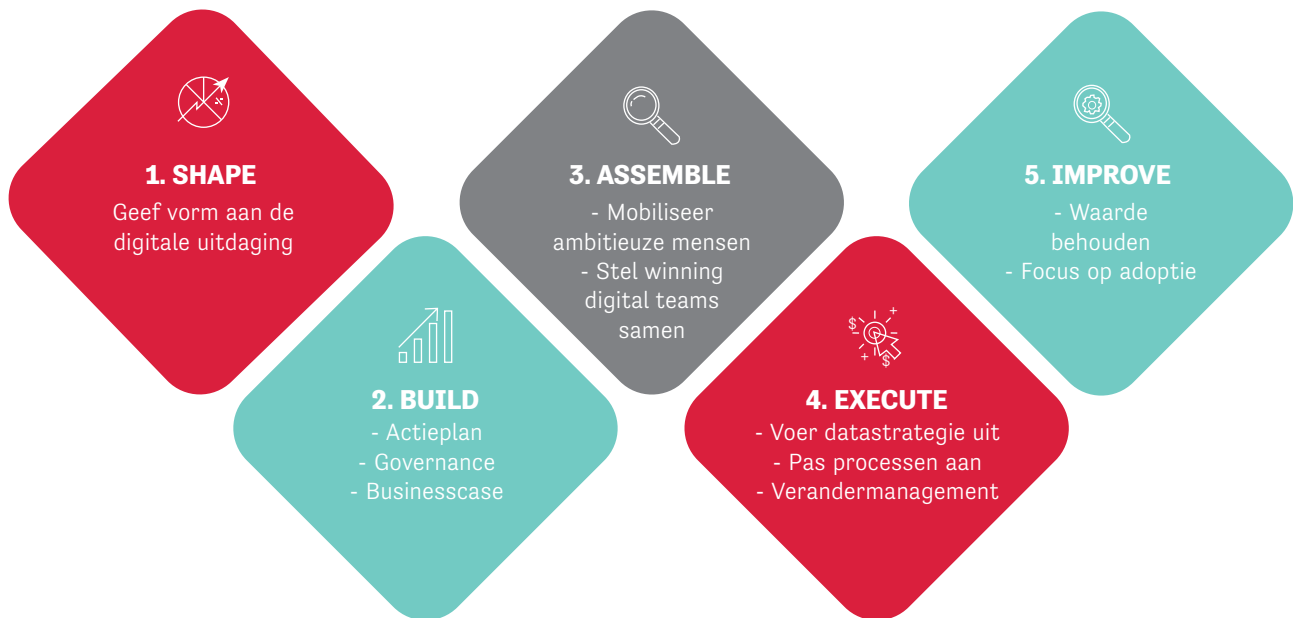 1. SHAPE
Geef vorm aan de
digitale uitdaging
2. BUILD
- Actieplan
- Governance
- Businesscase
3. ASSEMBLE
- Mobiliseer
ambitieuze mensen
- Stel winning
digital teams
samen
4. EXECUTE
- Voer datastrategie uit
- Pas processen aan
- Verandermanagement
5. IMPROVE
- Waarde
behouden
- Focus op adoptie